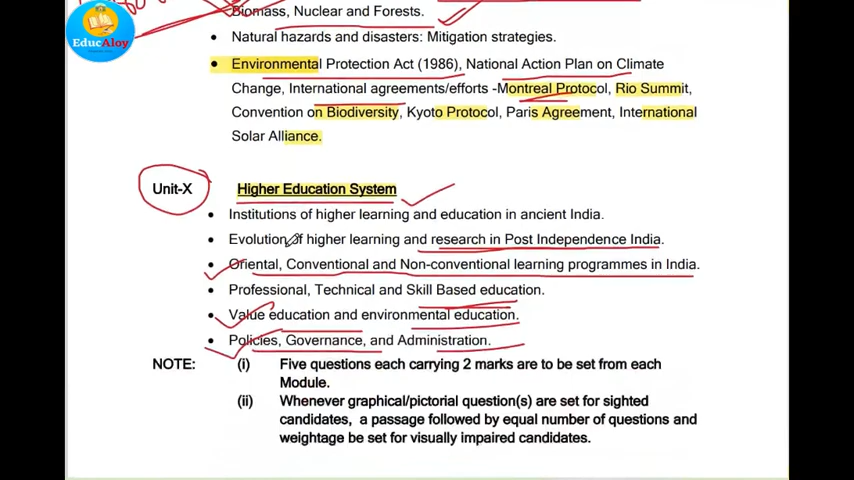 Biomass, Nuclear and Forests.
EducAloy
• Natural hazards and disasters: Mitigation strategies.
• Environmental Protection Act (1986), National Action Plan on Climate
Change, International agreements/efforts -Montreal Protocol, Rio Summit,
Convention on Biodiversity, Kyoto Protocol, Paris Agreement, International
Solar Alliance.
Unit-X Higher Education System
• Institutions of higher learning and education in ancient India.
• Evolution of higher learning and research in Post Independence India.
• Oriental, Conventional and Non-conventional learning programmes in India.
• Professional, Technical and Skill Based education.
• Value education and environmental education.
• Policies, Governance, and Administration.
NOTE: (i) Five questions each carrying 2 marks are to be set from each
Module.
(ii) Whenever graphical/pictorial question(s) are set for sighted
candidates, a passage followed by equal number of questions and
weightage be set for visually impaired candidates.